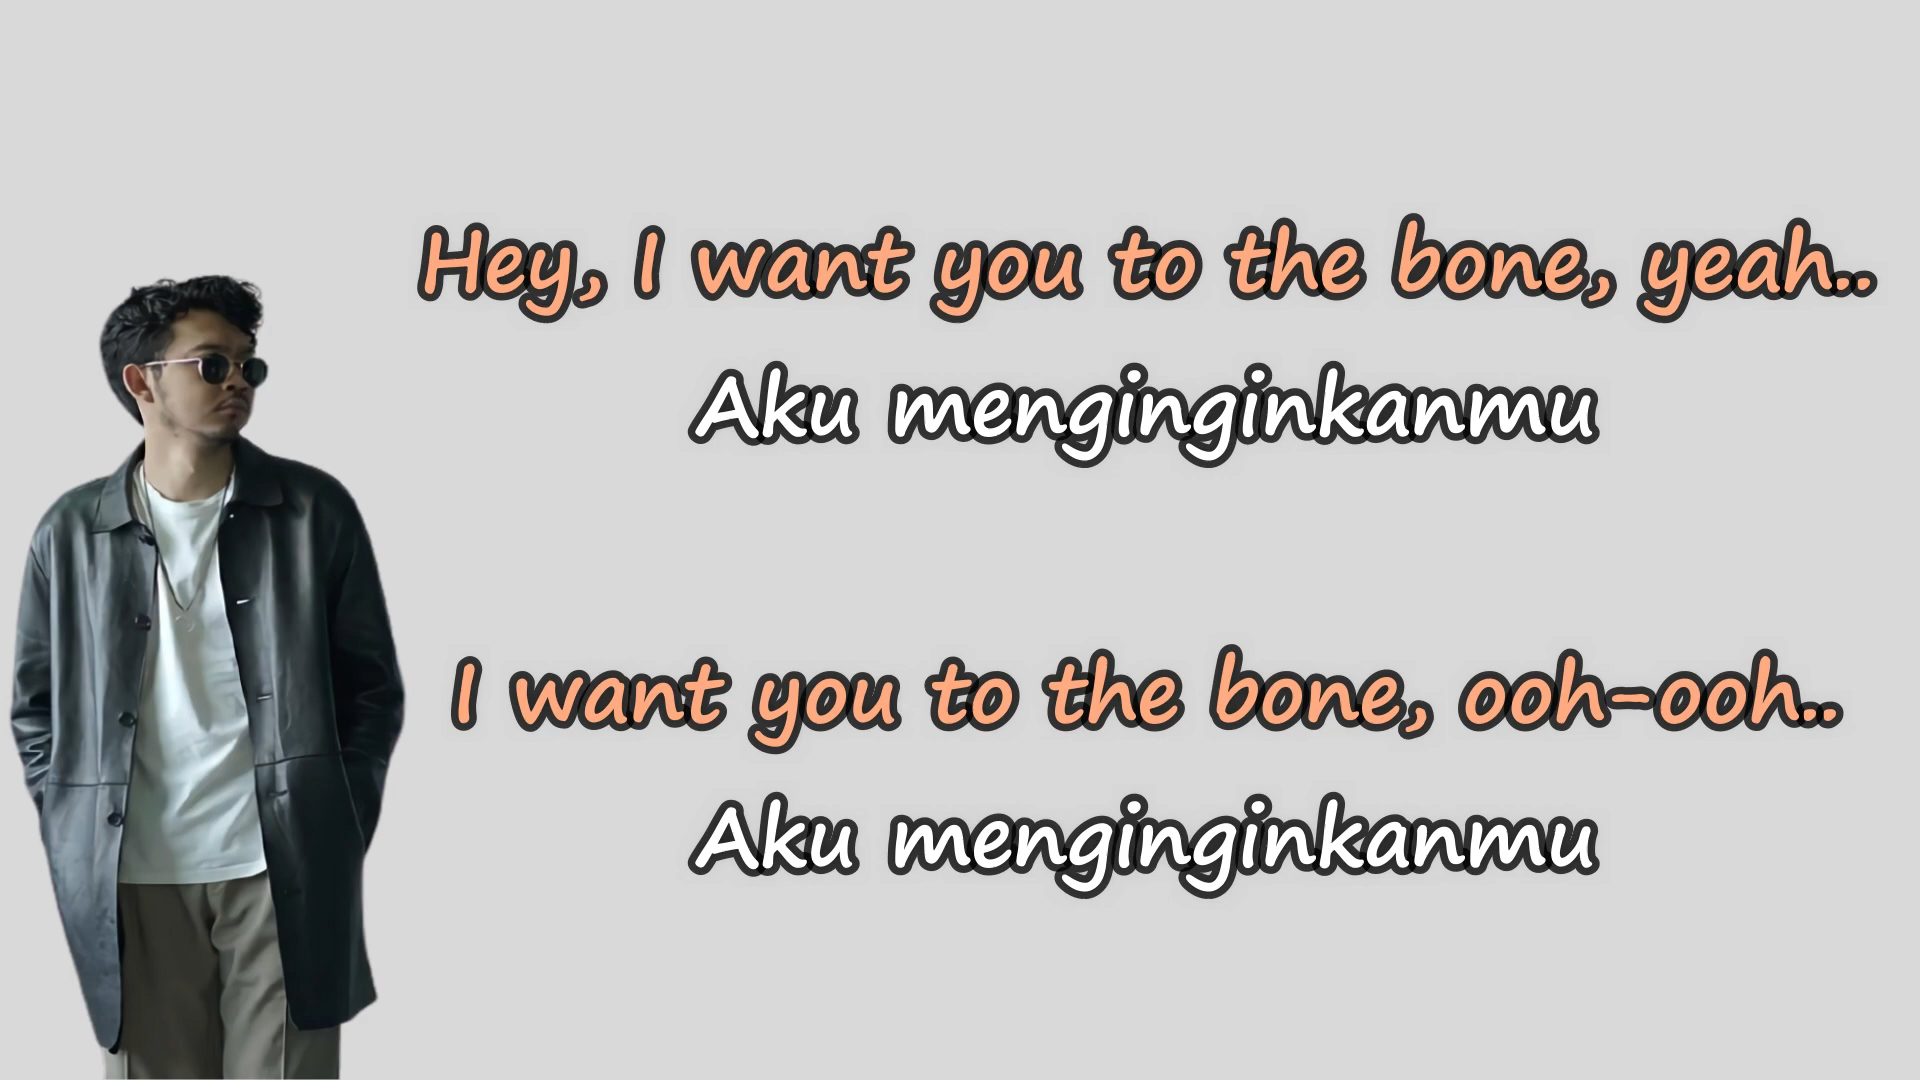 Hey, I want you to the bone, yeah..
Aku menginginkanmu
I want you to the bone, ooh-ooh..
Aku menginginkanmu